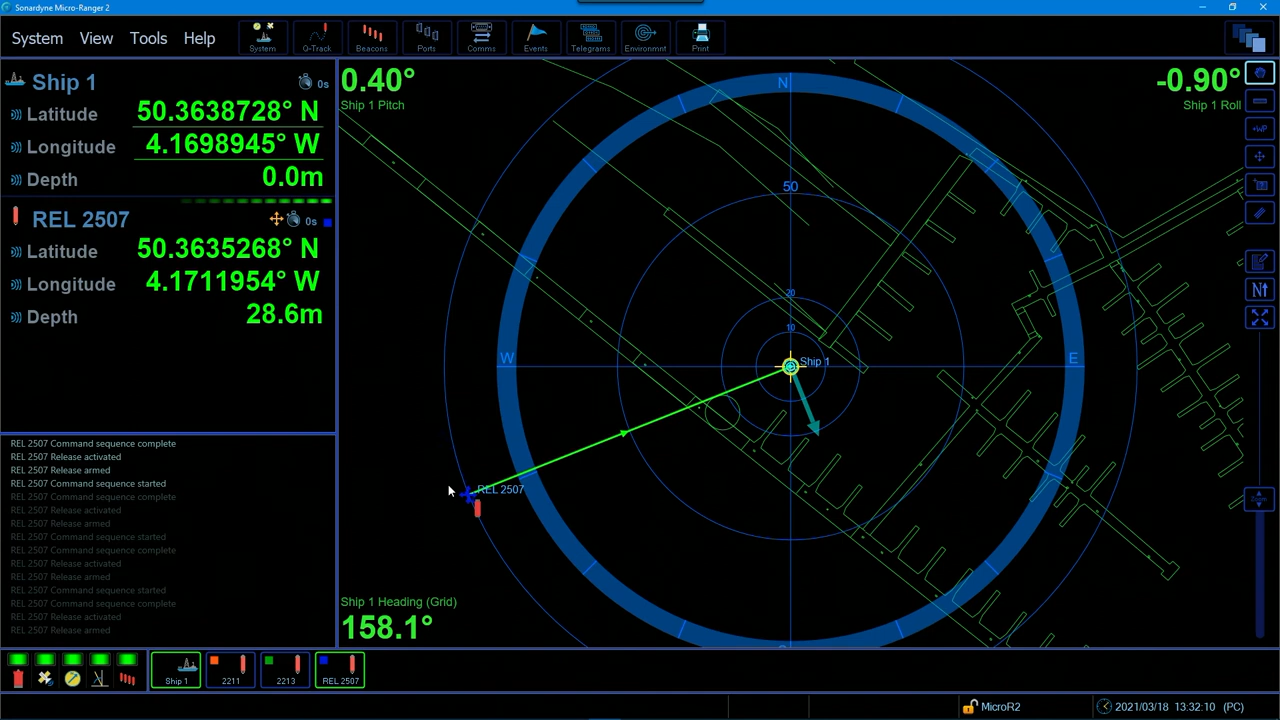 Sonardyne Micro-Ranger 2
System View Tools Help
System Q-Track Beacons Ports Comms Events Telegrams Environmnt Print
Ship 1 0s
Latitude 50.3638728° N
Longitude 4.1698945° W
Depth 0.0m
REL 2507 0s
Latitude 50.3635268° N
Longitude 4.1711954° W
Depth 28.6m
REL 2507 Command sequence complete
REL 2507 Release activated
REL 2507 Release armed
REL 2507 Command sequence started
REL 2507 Command sequence complete
REL 2507 Release activated
REL 2507 Release armed
REL 2507 Command sequence started
REL 2507 Command sequence complete
REL 2507 Release activated
REL 2507 Release armed
REL 2507 Command sequence started
REL 2507 Command sequence complete
REL 2507 Release activated
REL 2507 Release armed
0.40°
Ship 1 Pitch
-0.90°
Ship 1 Roll
N
50
20
10
W
E
Ship 1
REL 2507
Ship 1 Heading (Grid)
158.1°
+WP
N↑
Zoom
Ship 1 2211 2213 REL 2507
MicroR2 2021/03/18 13:32:10 (PC)